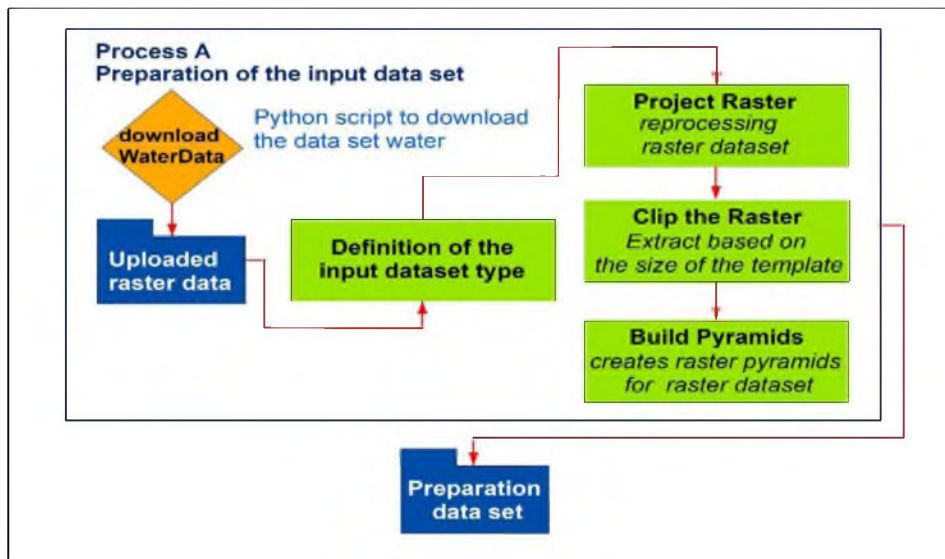 Process A
Preparation of the input data set
download
WaterData
Python script to download
the data set water
Uploaded
raster data
Definition of the
input dataset type
Project Raster
reprocessing
raster dataset
Clip the Raster
Extract based on
the size of the template
Build Pyramids
creates raster pyramids
for raster dataset
Preparation
data set